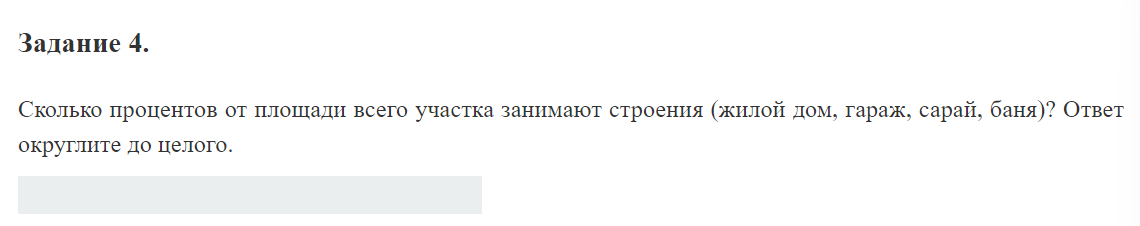 Задание 4.
Сколько процентов от площади всего участка занимают строения (жилой дом, гараж, сарай, баня)? Ответ
округлите до целого.